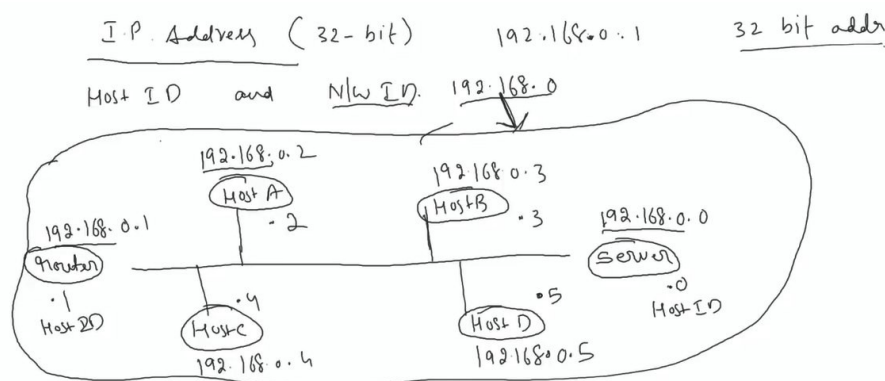 I.P. Address (32-bit) 192.168.0.1 32 bit addr
Host ID and N/W ID. 192.168.0
192.168.0.2
Host A
.2
192.168.0.3
Host B
.3
192.168.0.1
Router
.1
Host ID
192.168.0.0
Server
.0
Host ID
.4
Host C
192.168.0.4
.5
Host D
192.168.0.5